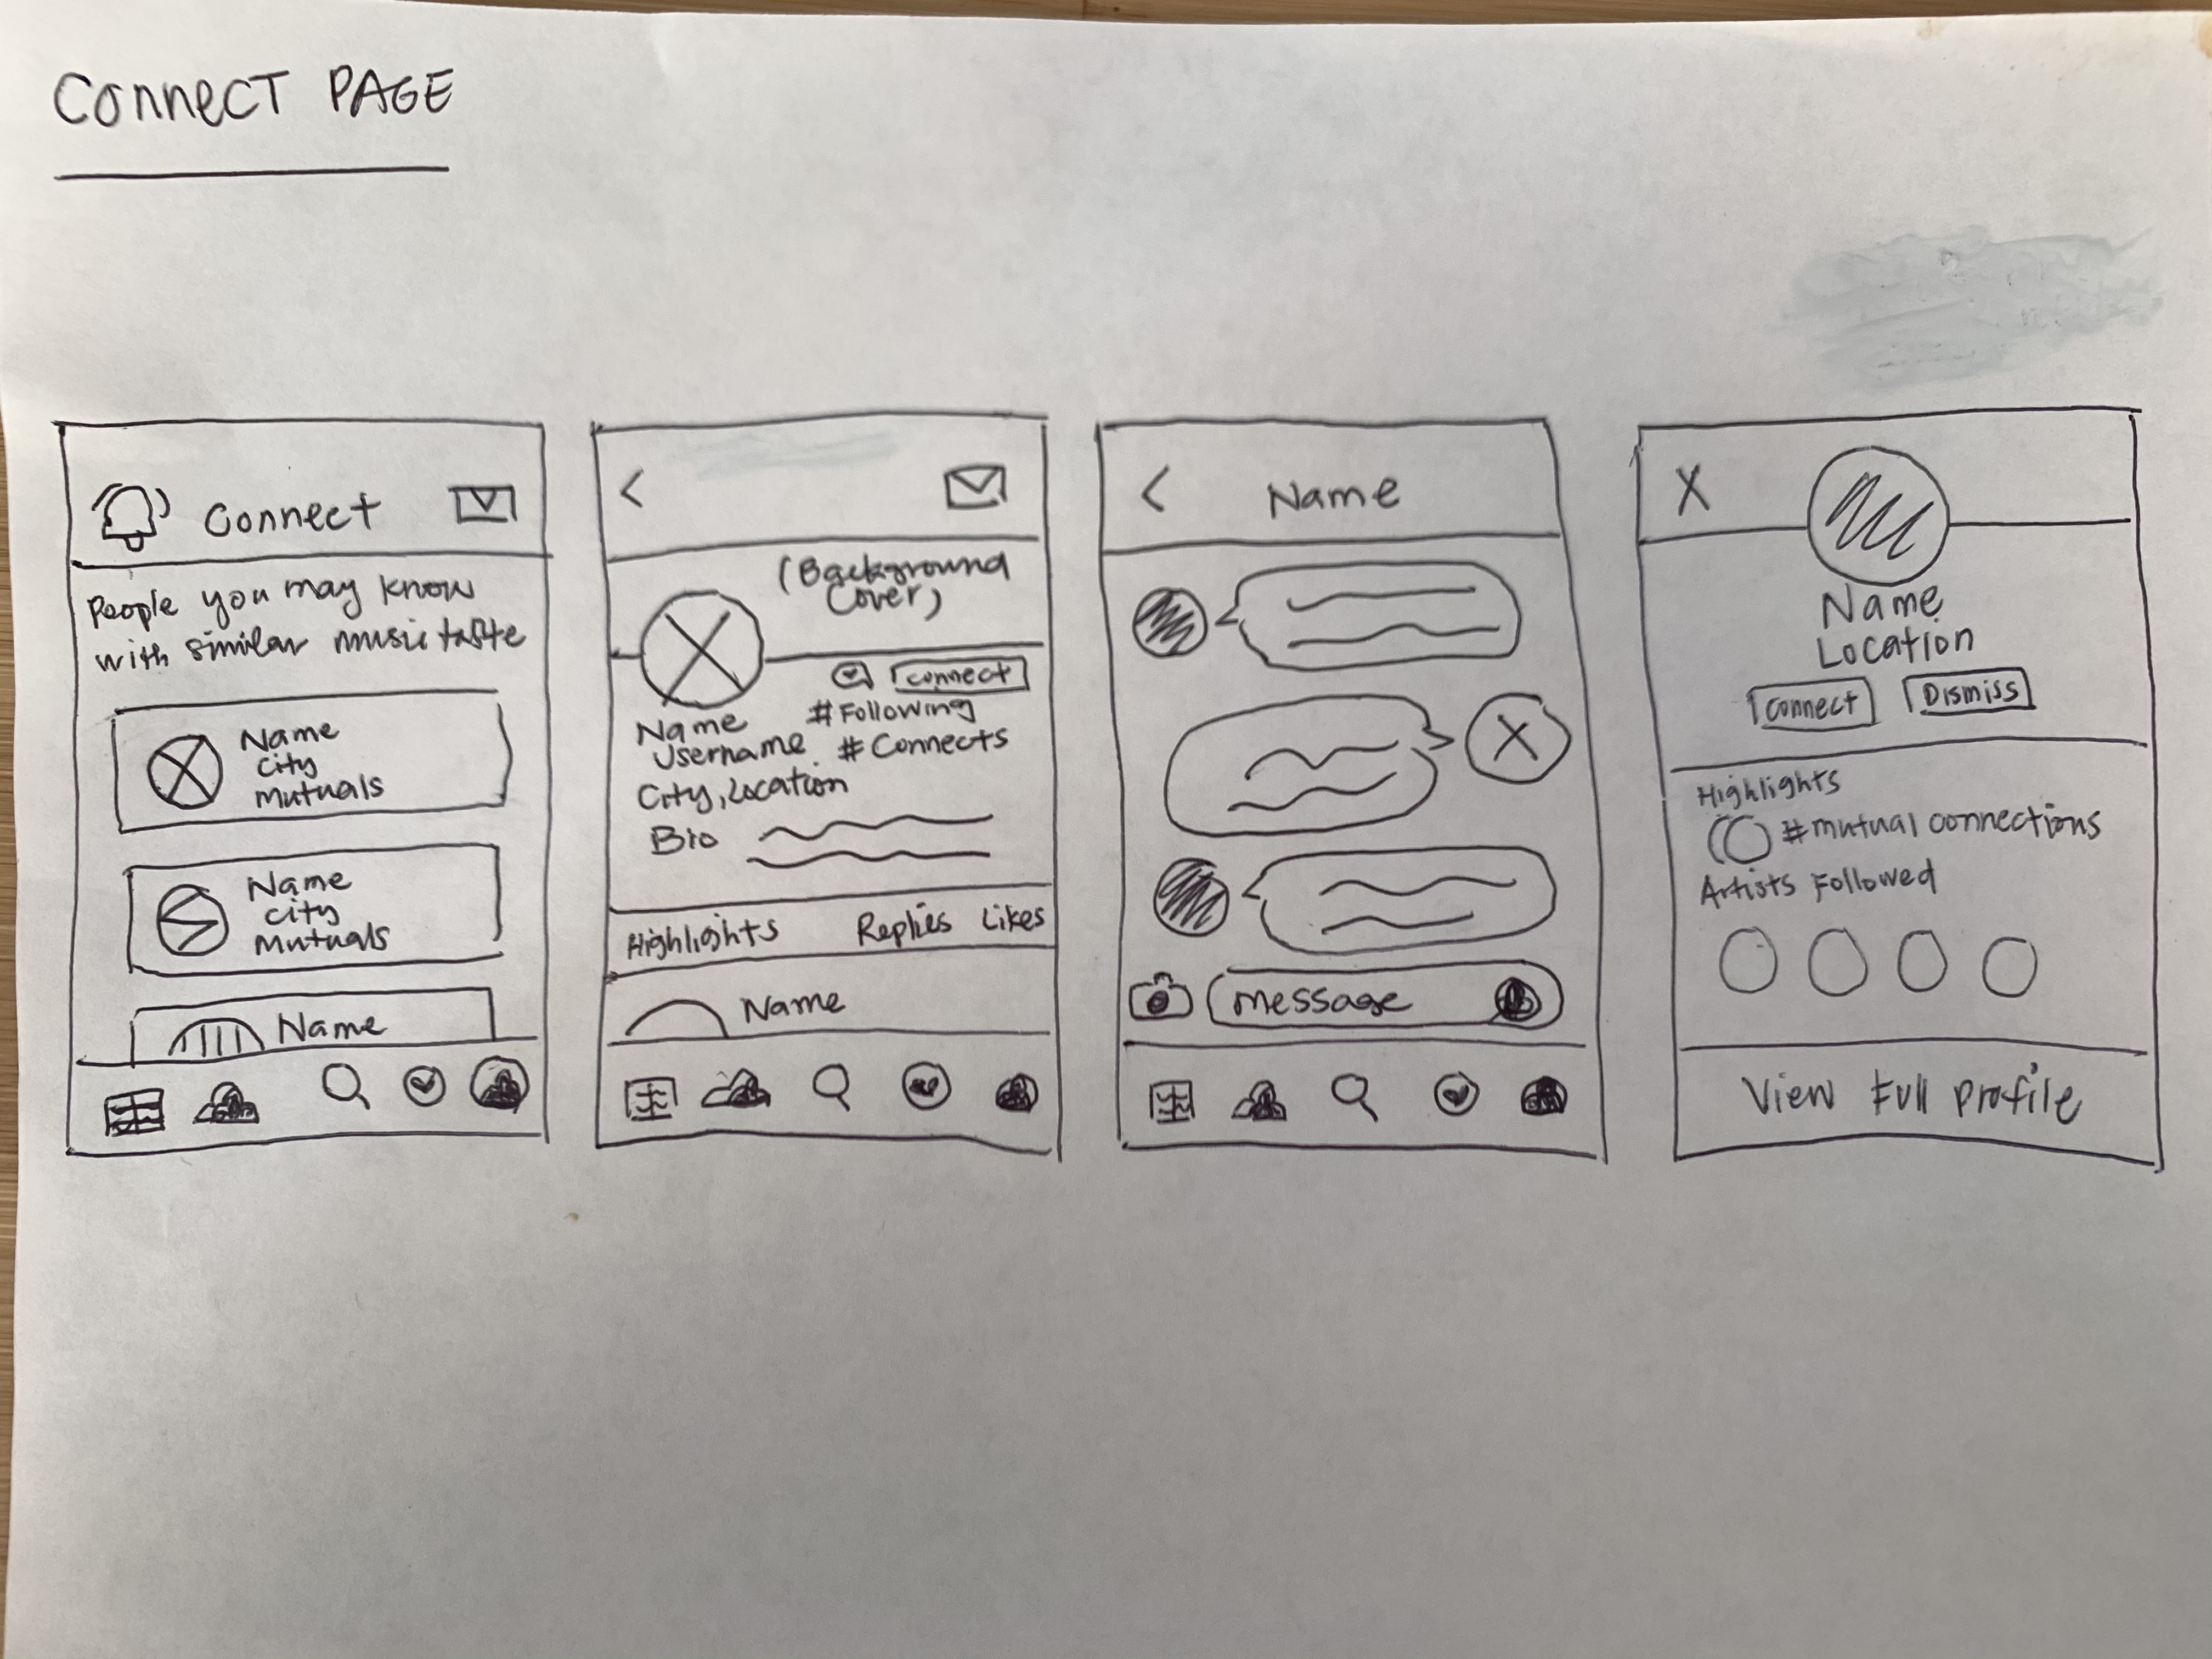 Connect PAGE
Connect
People you may know
with similar music taste
Name
City
Mutuals
Name
City
Mutuals
Name
(Background
Cover)
Connect
Name
# Following
Username
# Connects
City, Location
Bio
Highlights Replies Likes
Name
Name
Message
X
Name
Location
Connect Dismiss
Highlights
# mutual connections
Artists Followed
View Full Profile